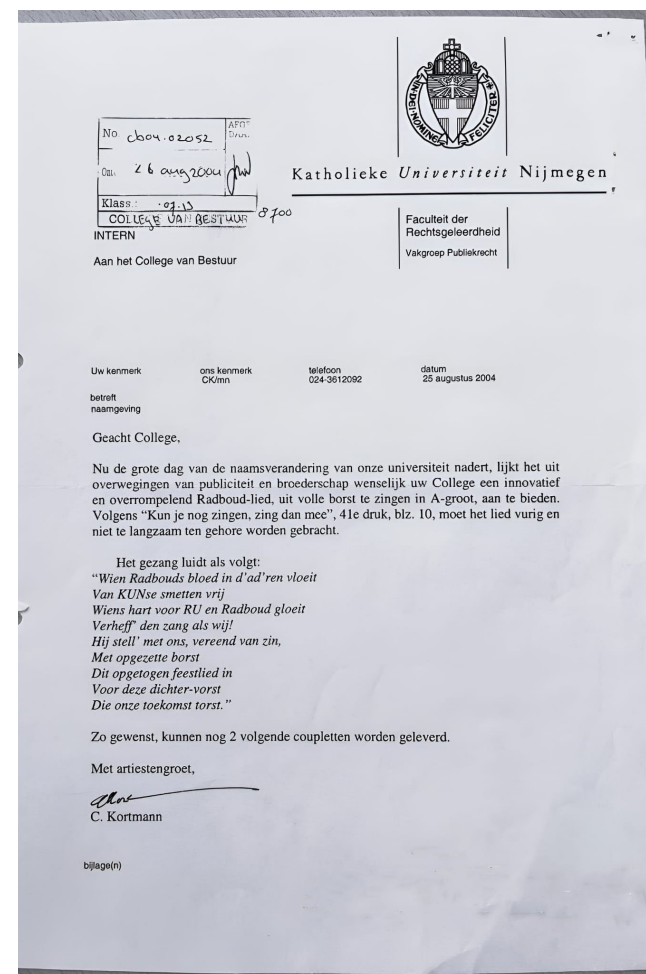 IN·DEI·NOMINE FELICITER
No cb04.02052
26 aug 2004
Klass.: .07.13
COLLEGE VAN BESTUUR 8700
Katholieke Universiteit Nijmegen
Faculteit der
Rechtsgeleerdheid
Vakgroep Publiekrecht
INTERN
Aan het College van Bestuur
Uw kenmerk ons kenmerk telefoon datum
CK/mn 024-3612092 25 augustus 2004
betreft
naamgeving
Geacht College,
Nu de grote dag van de naamsverandering van onze universiteit nadert, lijkt het uit
overwegingen van publiciteit en broederschap wenselijk uw College een innovatief
en overrompelend Radboud-lied, uit volle borst te zingen in A-groot, aan te bieden.
Volgens “Kun je nog zingen, zing dan mee”, 41e druk, blz. 10, moet het lied vurig en
niet te langzaam ten gehore worden gebracht.
Het gezang luidt als volgt:
“Wien Radbouds bloed in d'ad'ren vloeit
Van KUNse smetten vrij
Wiens hart voor RU en Radboud gloeit
Verheff' den zang als wij!
Hij stell' met ons, vereend van zin,
Met opgezette borst
Dit opgetogen feestlied in
Voor deze dichter-vorst
Die onze toekomst torst.”
Zo gewenst, kunnen nog 2 volgende coupletten worden geleverd.
Met artiestengroet,
C. Kortmann
bijlage(n)